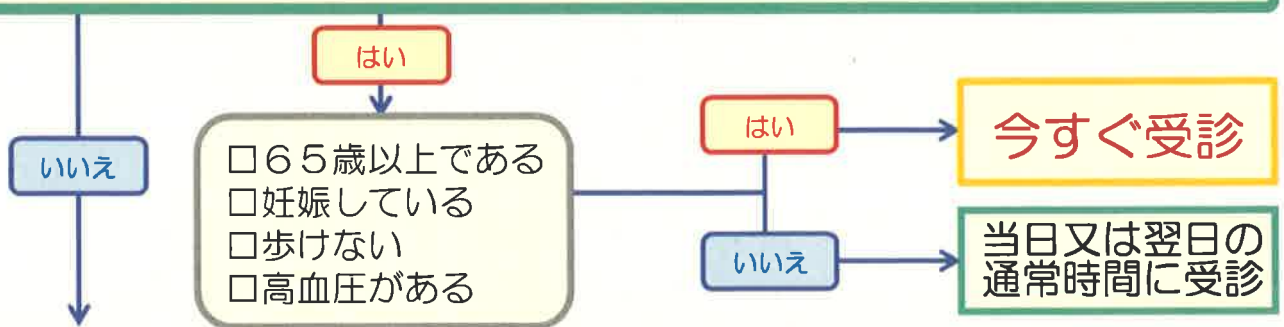 はい
いいえ
□６５歳以上である
□妊娠している
□歩けない
□高血圧がある
はい
今すぐ受診
いいえ
当日又は翌日の
通常時間に受診